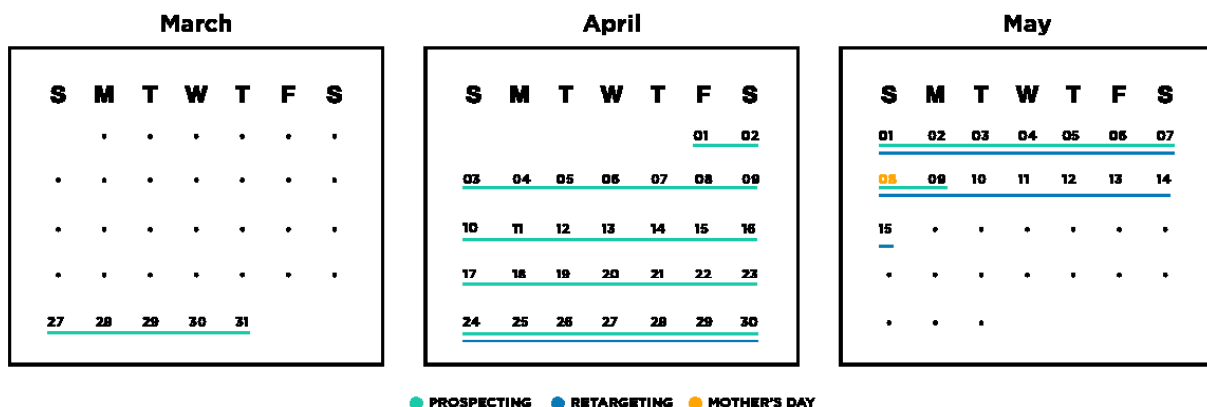 March
S M T W T F S
27 28 29 30 31
April
S M T W T F S
01 02
03 04 05 06 07 08 09
10 11 12 13 14 15 16
17 18 19 20 21 22 23
24 25 26 27 28 29 30
May
S M T W T F S
01 02 03 04 05 06 07
08 09 10 11 12 13 14
15
PROSPECTING RETARGETING MOTHER'S DAY